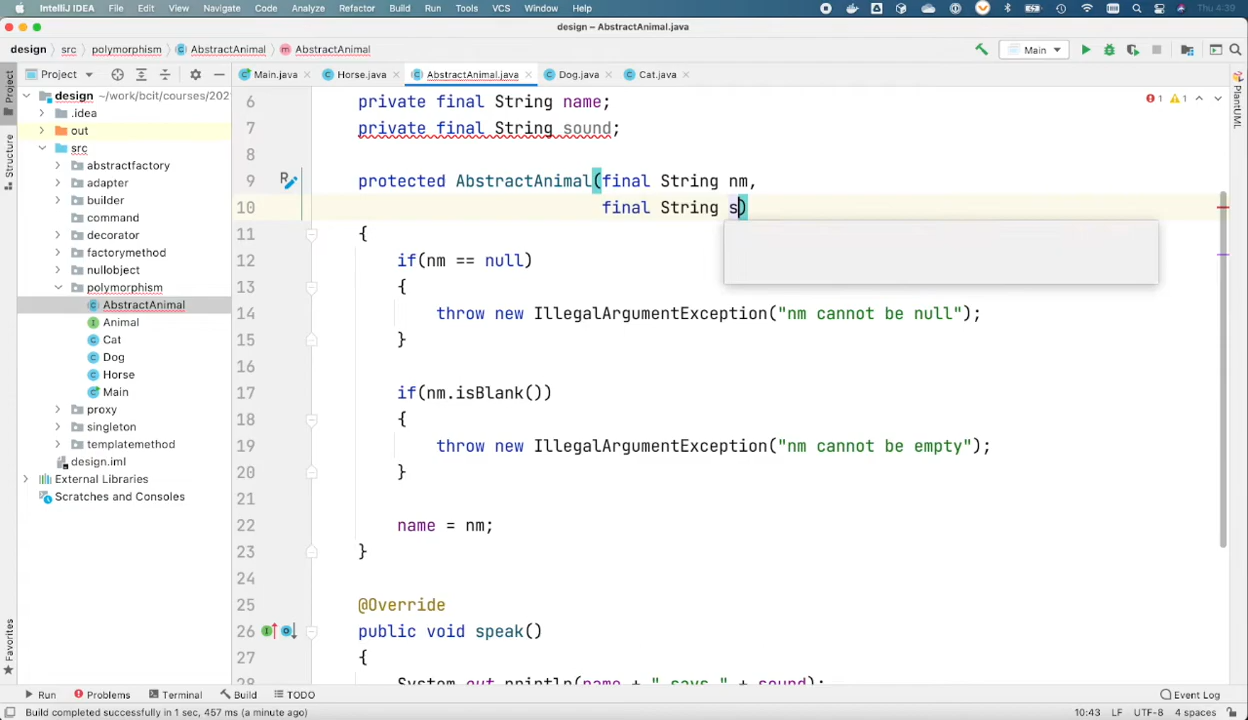 IntelliJ IDEA File Edit View Navigate Code Analyze Refactor Build Run Tools VCS Window Help Thu 4:39
design – AbstractAnimal.java
design src polymorphism AbstractAnimal AbstractAnimal Main
Project Main.java Horse.java AbstractAnimal.java Dog.java Cat.java
Project
Structure
Favorites
PlantUML
design ~/work/bcit/courses/202
.idea
out
src
abstractfactory
adapter
builder
command
decorator
factorymethod
nullobject
polymorphism
AbstractAnimal
Animal
Cat
Dog
Horse
Main
proxy
singleton
templatemethod
design.iml
External Libraries
Scratches and Consoles
1 1
6 private final String name;
7 private final String sound;
8
9 protected AbstractAnimal(final String nm,
10 final String s)
11 {
12 if(nm == null)
13 {
14 throw new IllegalArgumentException("nm cannot be null");
15 }
16
17 if(nm.isBlank())
18 {
19 throw new IllegalArgumentException("nm cannot be empty");
20 }
21
22 name = nm;
23 }
24
25 @Override
26 public void speak()
27 {
28 System.out.println(name + " says " + sound);
Run Problems Terminal Build TODO Event Log
Build completed successfully in 1 sec, 457 ms (a minute ago) 10:43 LF UTF-8 4 spaces